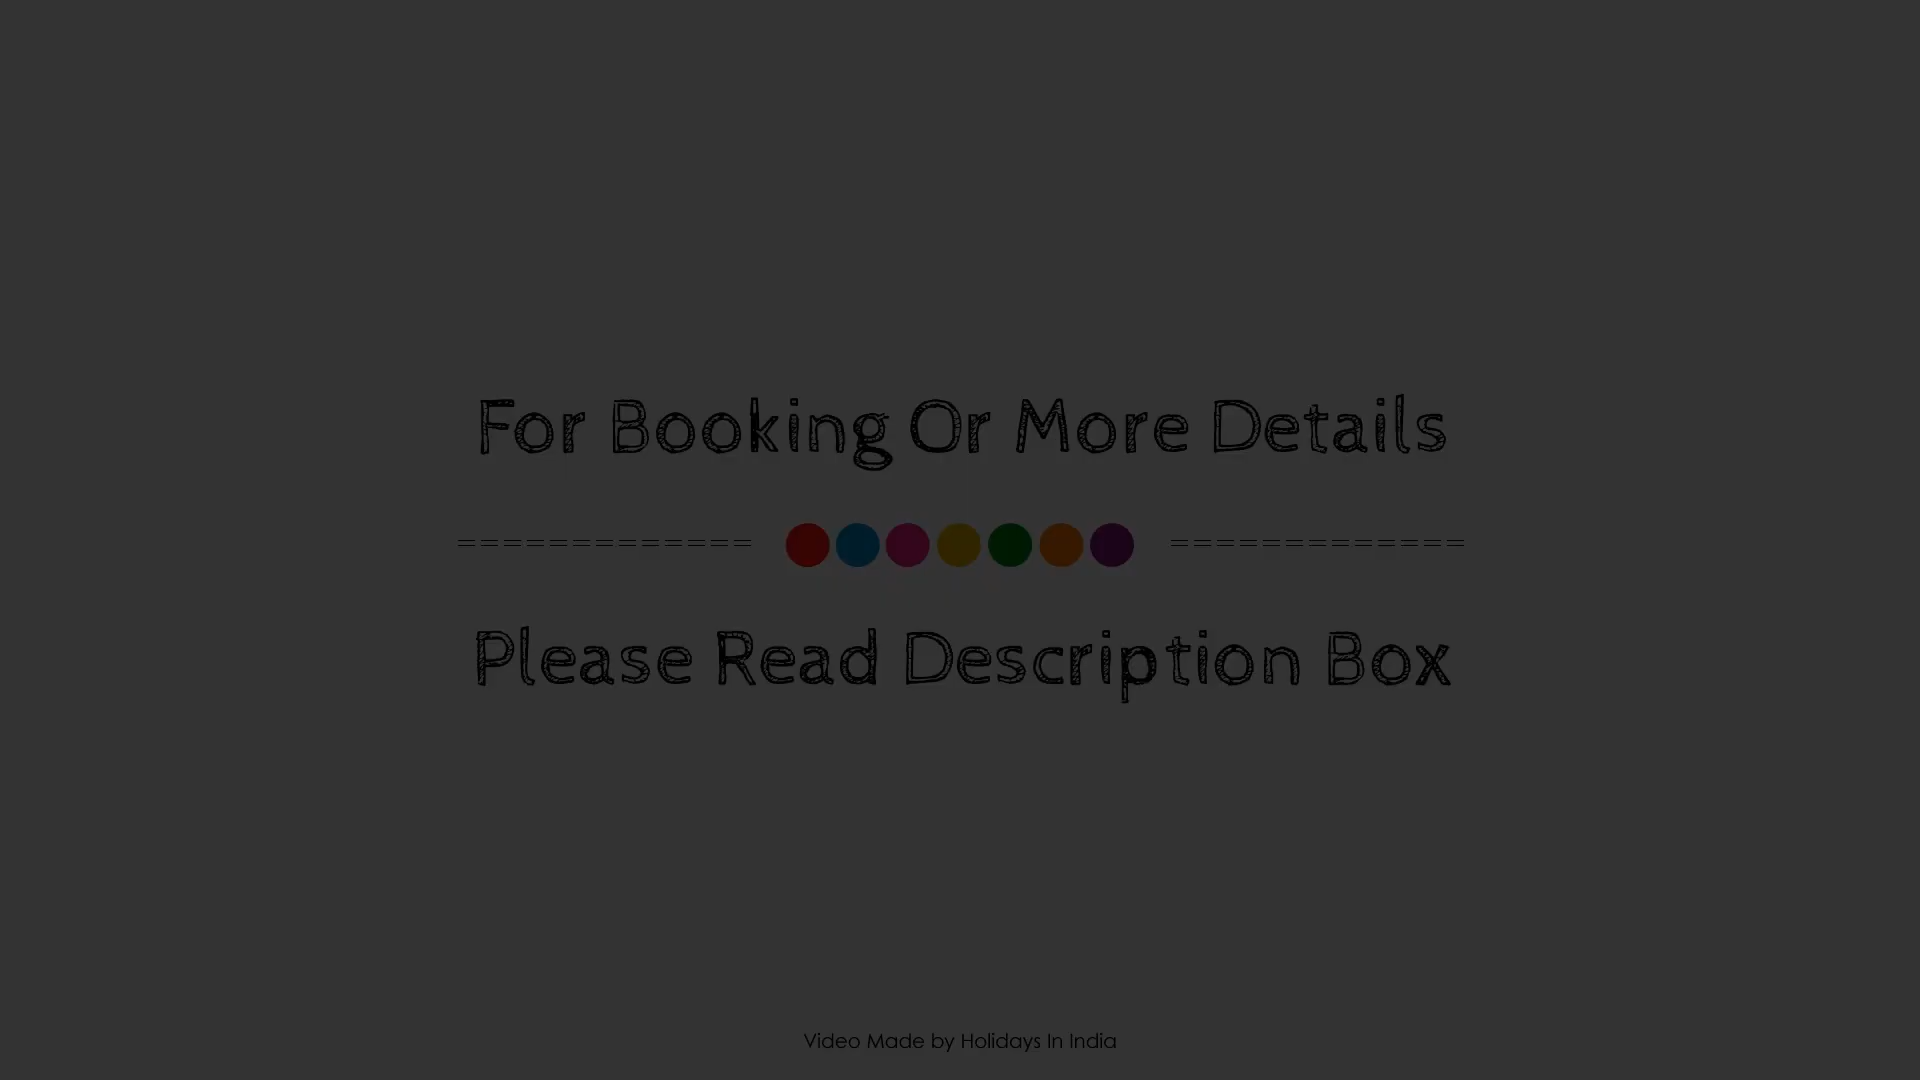 For Booking Or More Details
============= =============
Please Read Description Box
Video Made by Holidays In India